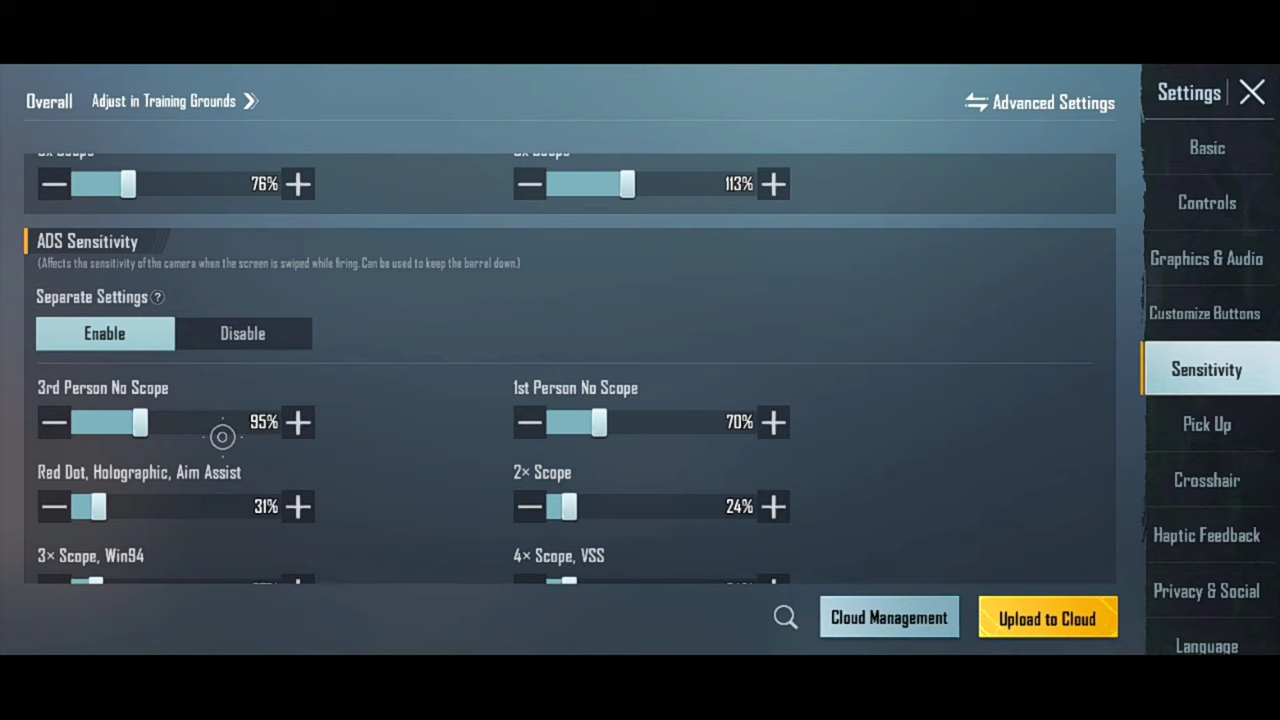 Overall Adjust in Training Grounds
Advanced Settings
Settings
76%
113%
ADS Sensitivity
(Affects the sensitivity of the camera when the screen is swiped while firing. Can be used to keep the barrel down.)
Separate Settings ?
Enable Disable
3rd Person No Scope 1st Person No Scope
95% 70%
Red Dot, Holographic, Aim Assist 2× Scope
31% 24%
3× Scope, Win94 4× Scope, VSS
Cloud Management Upload to Cloud
Basic
Controls
Graphics & Audio
Customize Buttons
Sensitivity
Pick Up
Crosshair
Haptic Feedback
Privacy & Social
Language